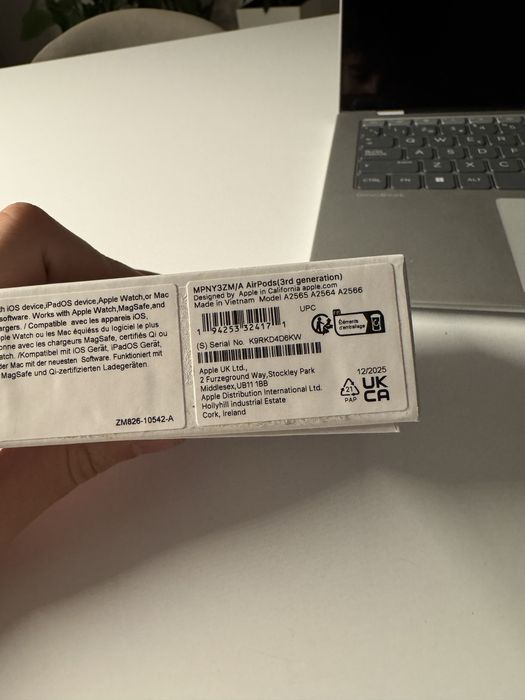 th iOS device,iPadOS device,Apple Watch,or Mac
software. Works with Apple Watch,MagSafe,and
argers. / Compatible avec les appareils iOS,
pple Watch ou les Mac équiéss du logiciel le plus
onne avec les chargeurs MagSafe, certifiés Qi ou
atch. /Kompatibel mit iOS Gerät, iPadOS Gerät,
der Mac mit der neuesten Software. Funktioniert mit
MagSafe und Qi-zertifizierten Ladegeräten.
ZM826-10542-A
MPNY3ZM/A AirPods(3rd generation)
Designed by Apple in California apple.com
Made in Vietnam Model A2565 A2564 A2566
UPC
1 94253 32417 1
Éléments
d'emballage
(S) Serial No. K9RKD4D6KW
Apple UK Ltd.,
2 Furzeground Way,Stockley Park
Middlesex,UB11 1BB
Apple Distribution International Ltd.
Hollyhill industrial Estate
Cork, Ireland
12/2025
21
PAP
UK
CA
CTRL
FN
ALT
Q
W
R
A
S
D
F
Z
X
C